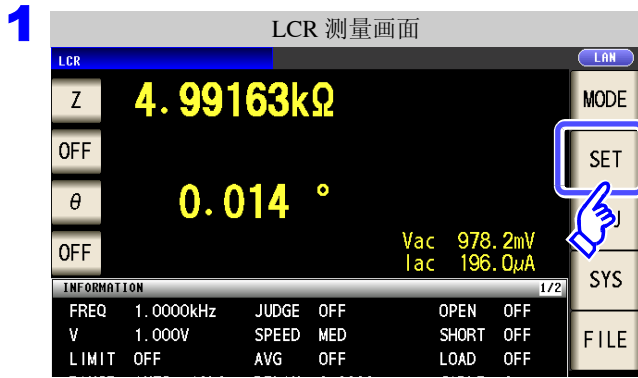 1
LCR 测量画面
LCR
LAN
Z 4.99163kΩ
MODE
OFF
SET
θ 0.014 °
OFF
Vac 978.2mV
Iac 196.0μA
SYS
INFORMATION 1/2
FREQ 1.0000kHz JUDGE OFF OPEN OFF
V 1.000V SPEED MED SHORT OFF
FILE
LIMIT OFF AVG OFF LOAD OFF